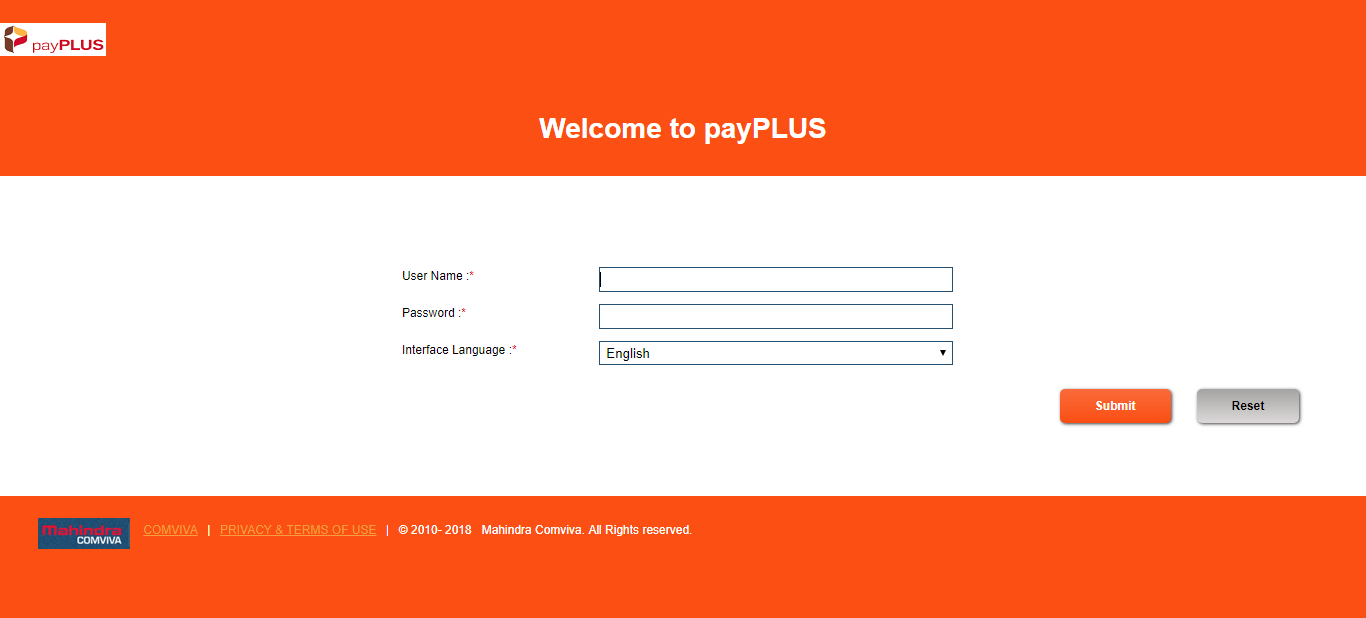 payPLUS
Welcome to payPLUS
User Name :*
Password :*
Interface Language :*
English
Submit
Reset
Mahindra
COMVIVA
COMVIVA | PRIVACY & TERMS OF USE | © 2010- 2018 Mahindra Comviva. All Rights reserved.